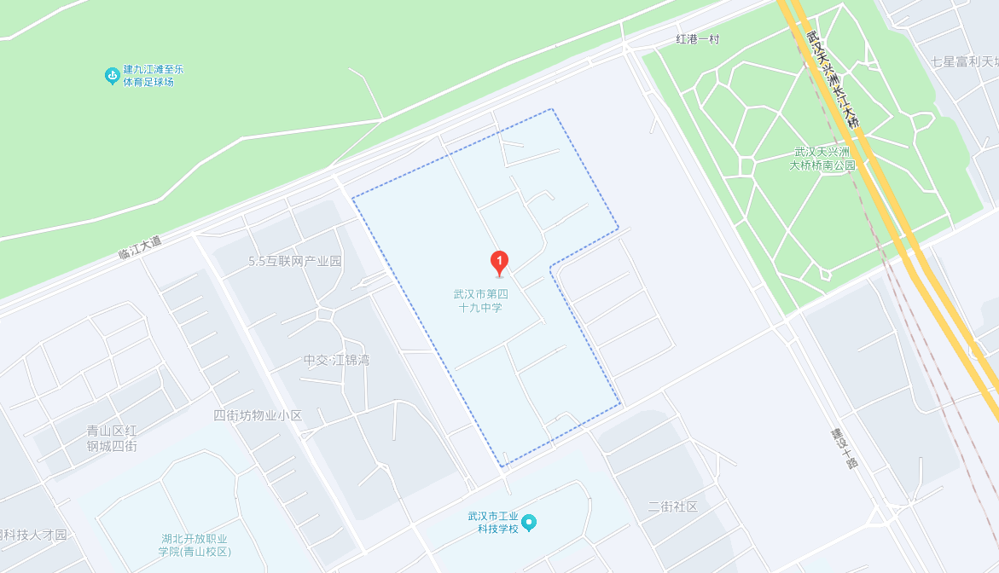 红港一村
武汉天兴洲长江大桥
七星富利天城
建九江滩至乐
体育足球场
武汉天兴洲
大桥桥南公园
临江大道
5.5互联网产业园
1
武汉市第四
十九中学
中交·江锦湾
四街坊物业小区
青山区红
钢城四街
建设十路
武汉市工业
科技学校
二街社区
湖北开放职业
学院(青山校区)
科技人才园